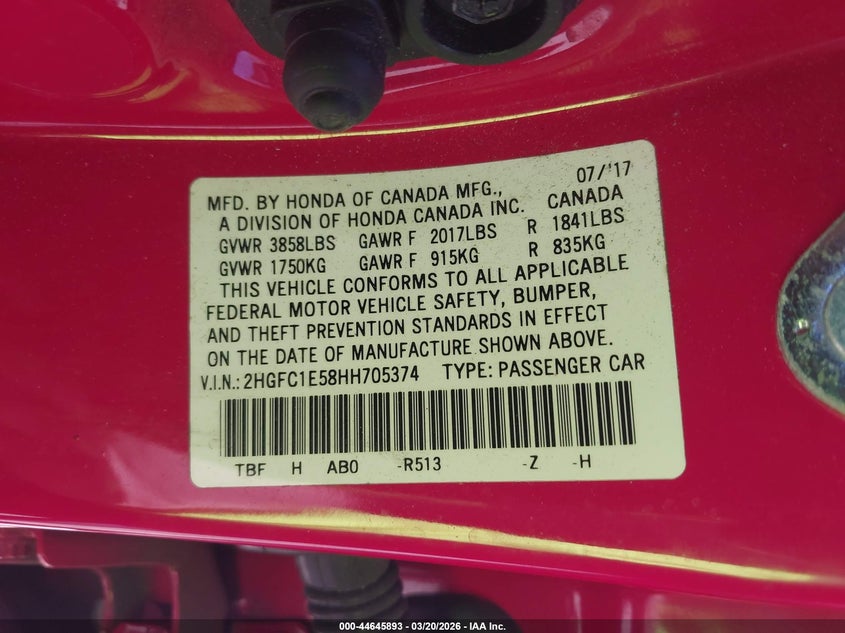 07/'17
MFD. BY HONDA OF CANADA MFG.,
A DIVISION OF HONDA CANADA INC. CANADA
GVWR 3858LBS GAWR F 2017LBS R 1841LBS
GVWR 1750KG GAWR F 915KG R 835KG
THIS VEHICLE CONFORMS TO ALL APPLICABLE
FEDERAL MOTOR VEHICLE SAFETY, BUMPER,
AND THEFT PREVENTION STANDARDS IN EFFECT
ON THE DATE OF MANUFACTURE SHOWN ABOVE.
V.I.N.: 2HGFC1E58HH705374 TYPE: PASSENGER CAR
TBF H AB0 -R513 -Z -H
000-44645893 | 03/20/2026 – IAA Inc.